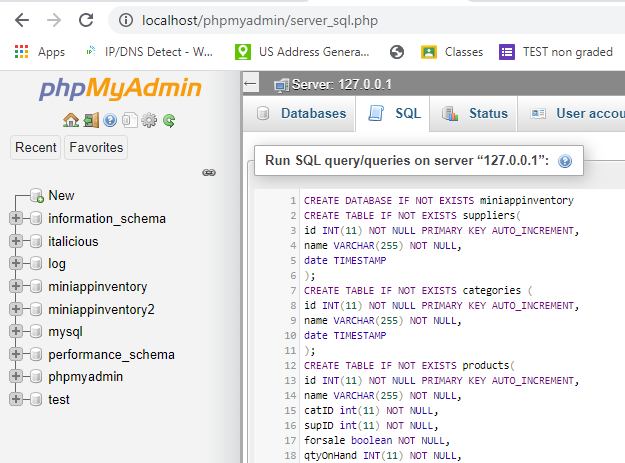 localhost/phpmyadmin/server_sql.php
Apps
IP/DNS Detect - W...
US Address Genera...
Classes
TEST non graded
phpMyAdmin
Recent
Favorites
New
information_schema
italicious
log
miniappinventory
miniappinventory2
mysql
performance_schema
phpmyadmin
test
Server: 127.0.0.1
Databases
SQL
Status
User accou
Run SQL query/queries on server “127.0.0.1”:
1 CREATE DATABASE IF NOT EXISTS miniappinventory
2 CREATE TABLE IF NOT EXISTS suppliers(
3 id INT(11) NOT NULL PRIMARY KEY AUTO_INCREMENT,
4 name VARCHAR(255) NOT NULL,
5 date TIMESTAMP
6 );
7 CREATE TABLE IF NOT EXISTS categories (
8 id INT(11) NOT NULL PRIMARY KEY AUTO_INCREMENT,
9 name VARCHAR(255) NOT NULL,
10 date TIMESTAMP
11 );
12 CREATE TABLE IF NOT EXISTS products(
13 id INT(11) NOT NULL PRIMARY KEY AUTO_INCREMENT,
14 name VARCHAR(255) NOT NULL,
15 catID int(11) NOT NULL,
16 supID int(11) NOT NULL,
17 forsale boolean NOT NULL,
18 qtyOnHand INT(11) NOT NULL,